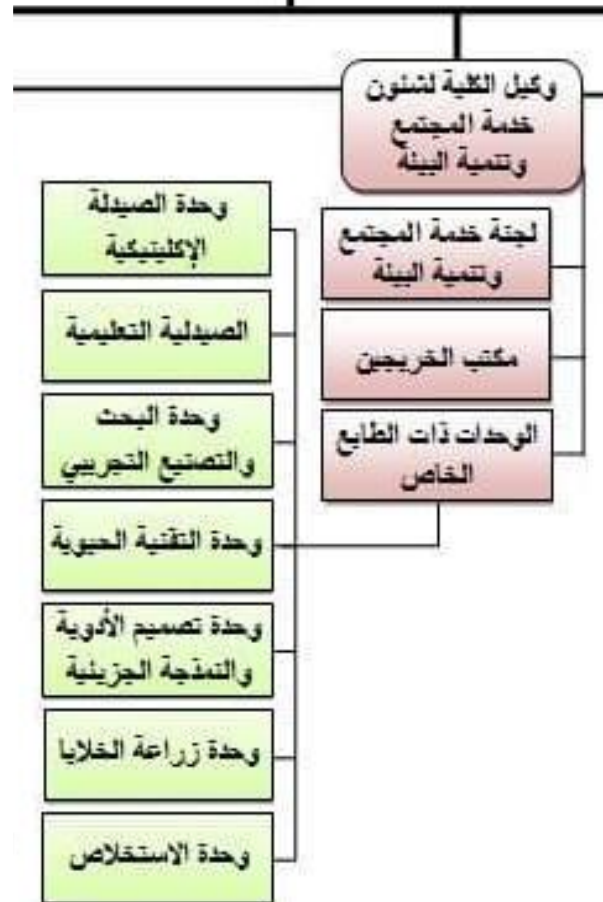 وكيل الكلية لشئون
خدمة المجتمع
وتنمية البيئة
لجنة خدمة المجتمع
وتنمية البيئة
مكتب الخريجين
الوحدات ذات الطابع
الخاص
وحدة الصيدلة
الإكلينيكية
الصيدلية التعليمية
وحدة البحث
والتصنيع التجريبي
وحدة التقنية الحيوية
وحدة تصميم الأدوية
والنمذجة الجزيئية
وحدة زراعة الخلايا
وحدة الاستخلاص